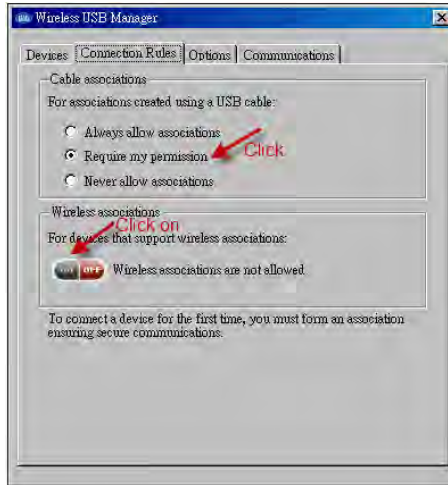 Wireless USB Manager
Devices Connection Rules Options Communications
Cable associations
For associations created using a USB cable:
Always allow associations
Require my permission
Click
Never allow associations
Wireless associations
Click on
For devices that support wireless associations:
OFF Wireless associations are not allowed
To connect a device for the first time, you must form an association
ensuring secure communications.